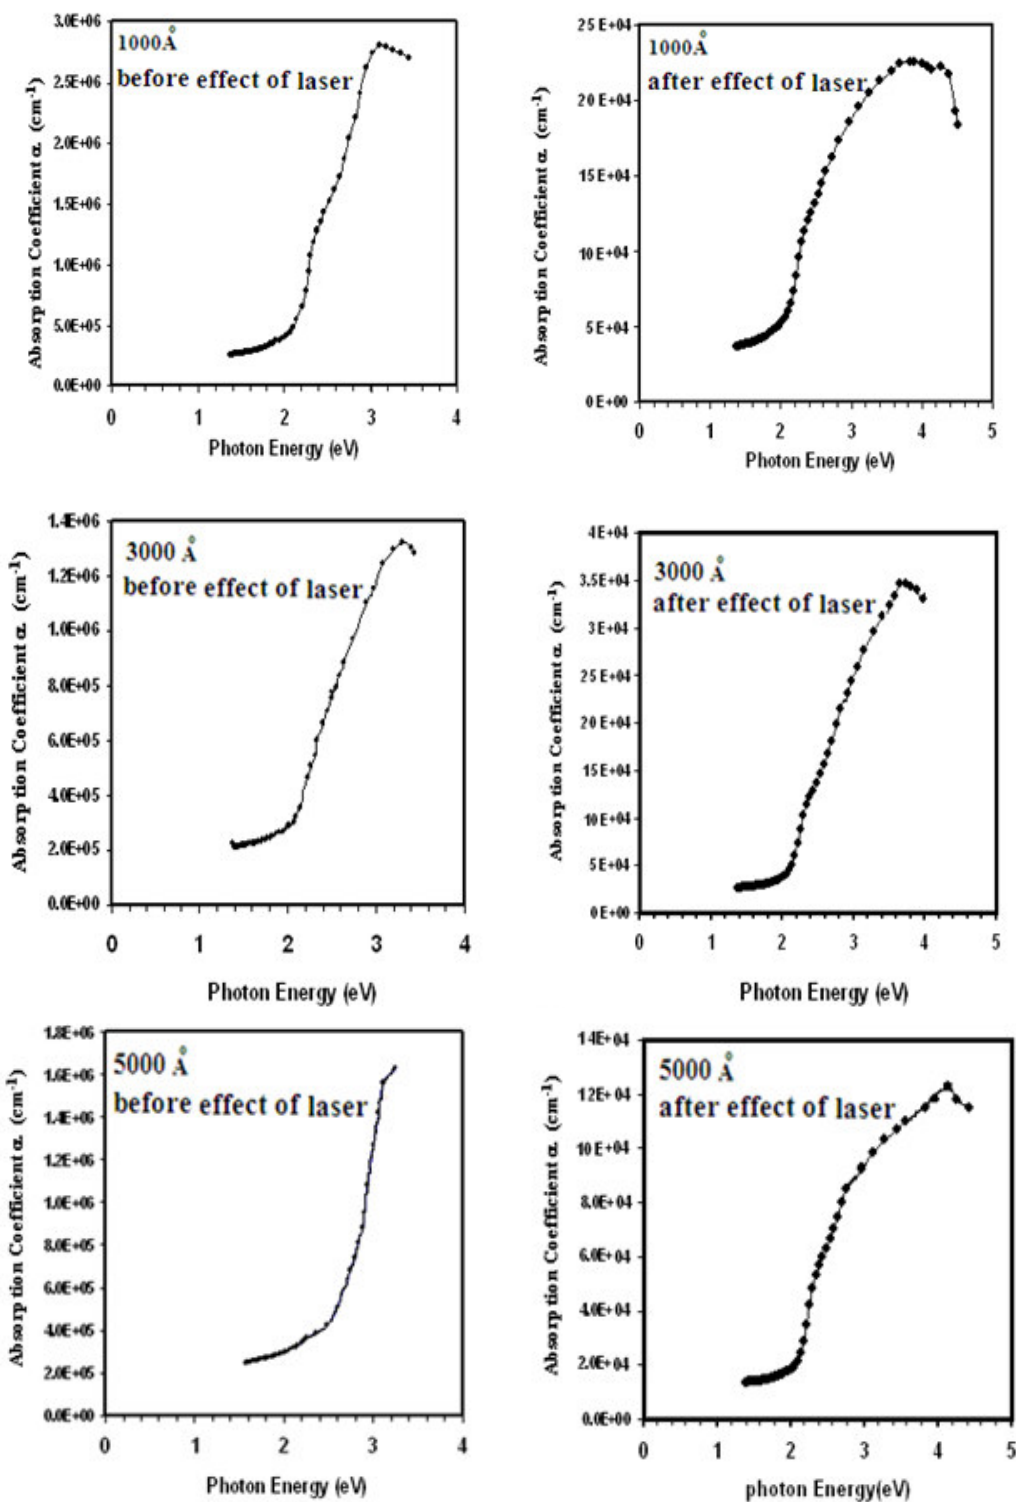 3.0E+06
2.5E+06
2.0E+06
1.5E+06
1.0E+06
5.0E+05
0.0E+00
Absorption Coefficient α. (cm⁻¹)
1000Å
before effect of laser
0 1 2 3 4
Photon Energy (eV)
25 E+04
20 E+04
15 E+04
10 E+04
5 E+04
0 E+00
Absorption Coefficient α. (cm⁻¹)
1000Å
after effect of laser
0 1 2 3 4 5
Photon Energy (eV)
1.4E+06
1.2E+06
1.0E+06
8.0E+05
6.0E+05
4.0E+05
2.0E+05
0.0E+00
Absorption Coefficient α. (cm⁻¹)
3000 Å
before effect of laser
0 1 2 3 4
Photon Energy (eV)
4 E+04
3.5 E+04
3 E+04
25 E+04
20 E+04
15 E+04
10 E+04
5 E+04
0 E+00
Absorption Coefficient α. (cm⁻¹)
3000 Å
after effect of laser
0 1 2 3 4 5
Photon Energy (eV)
1.8E+06
1.6E+06
1.4E+06
1.2E+06
1.0E+06
8.0E+05
6.0E+05
4.0E+05
2.0E+05
0.0E+00
Absorption Coefficient α. (cm⁻¹)
5000 Å
before effect of laser
0 1 2 3 4
Photon Energy (eV)
14 E+04
12 E+04
10 E+04
8.0 E+04
6.0 E+04
4.0 E+04
2.0 E+04
0.0E+00
Absorption Coefficient α. (cm⁻¹)
5000 Å
after effect of laser
0 1 2 3 4 5
photon Energy(eV)